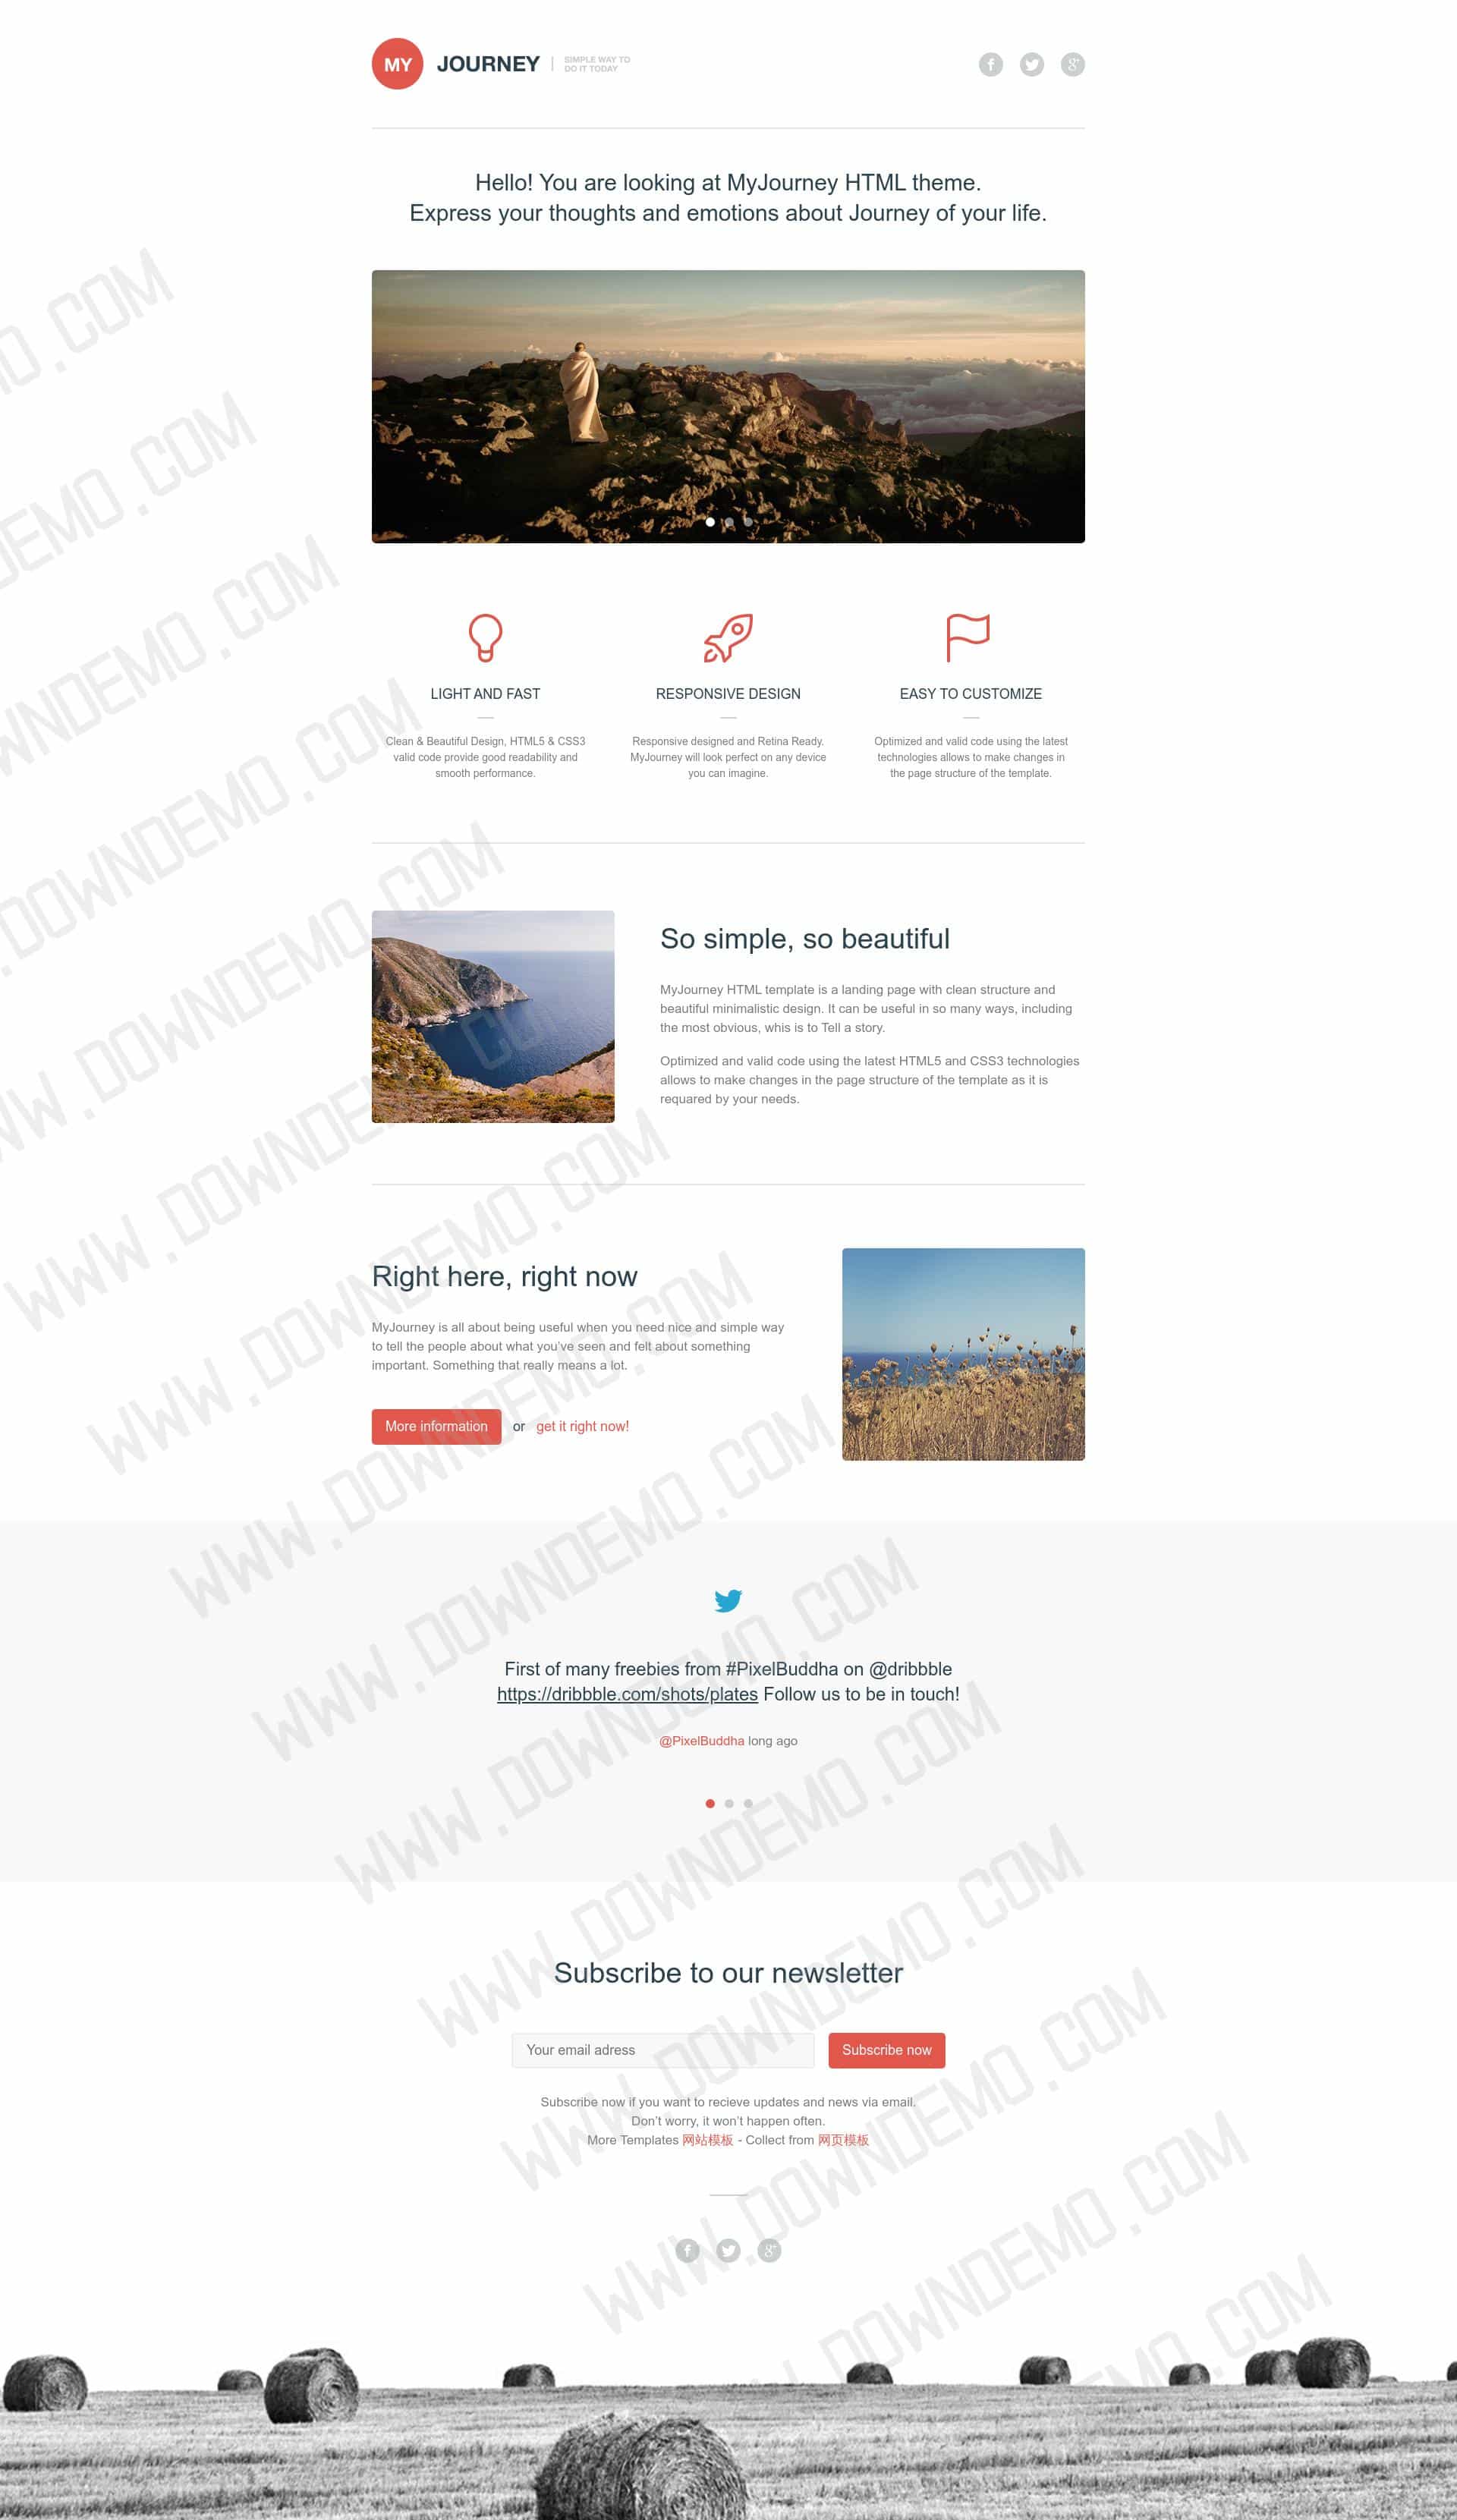 MY JOURNEY
SIMPLE WAY TO
DO IT TODAY
Hello! You are looking at MyJourney HTML theme.
Express your thoughts and emotions about Journey of your life.
LIGHT AND FAST
Clean & Beautiful Design, HTML5 & CSS3
valid code provide good readability and
smooth performance.
RESPONSIVE DESIGN
Responsive designed and Retina Ready.
MyJourney will look perfect on any device
you can imagine.
EASY TO CUSTOMIZE
Optimized and valid code using the latest
technologies allows to make changes in
the page structure of the template.
So simple, so beautiful
MyJourney HTML template is a landing page with clean structure and
beautiful minimalistic design. It can be useful in so many ways, including
the most obvious, whis is to Tell a story.
Optimized and valid code using the latest HTML5 and CSS3 technologies
allows to make changes in the page structure of the template as it is
requared by your needs.
Right here, right now
MyJourney is all about being useful when you need nice and simple way
to tell the people about what you've seen and felt about something
important. Something that really means a lot.
More information or get it right now!
First of many freebies from #PixelBuddha on @dribbble
https://dribbble.com/shots/plates Follow us to be in touch!
@PixelBuddha long ago
Subscribe to our newsletter
Your email adress
Subscribe now
Subscribe now if you want to recieve updates and news via email.
Don't worry, it won't happen often.
More Templates 网站模板 - Collect from 网页模板
WWW.DOWNDEMO.COM